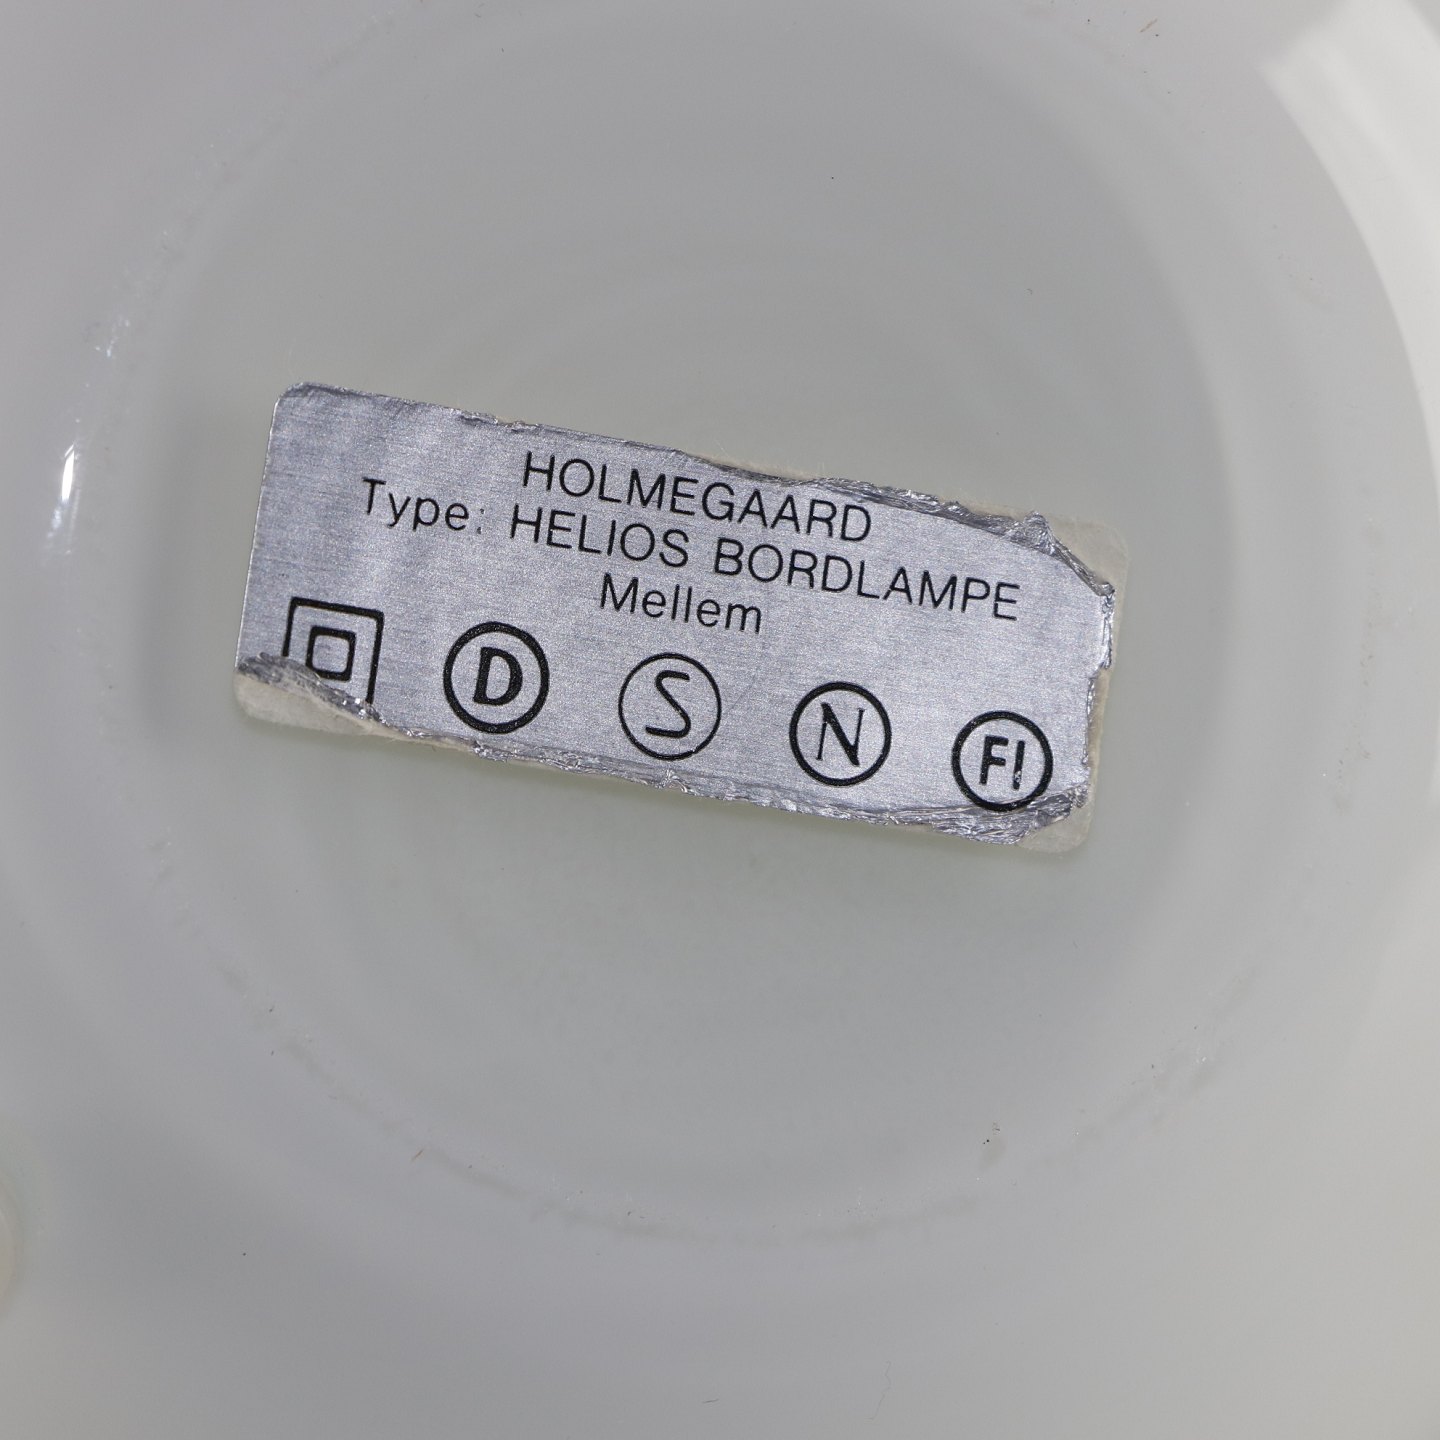 HOLMEGAARD
Type: HELIOS BORDLAMPE
Mellem
D S N FI